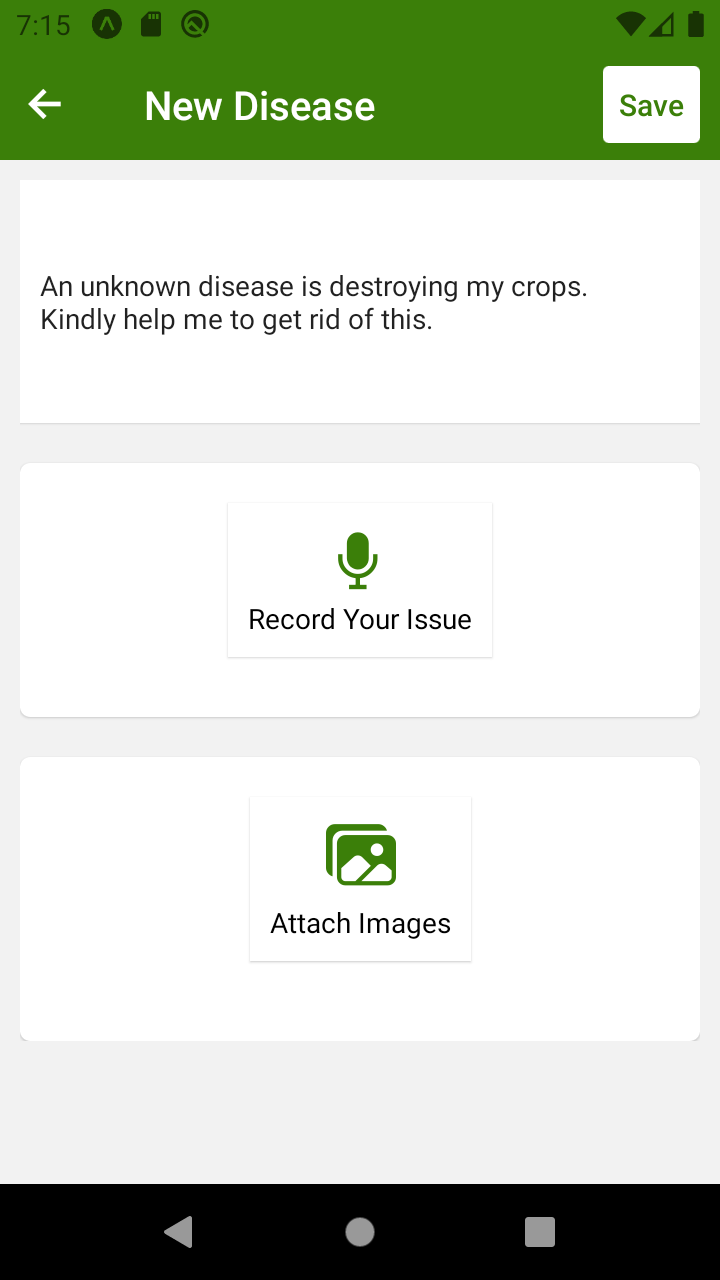 7:15
New Disease
Save
An unknown disease is destroying my crops.
Kindly help me to get rid of this.
Record Your Issue
Attach Images